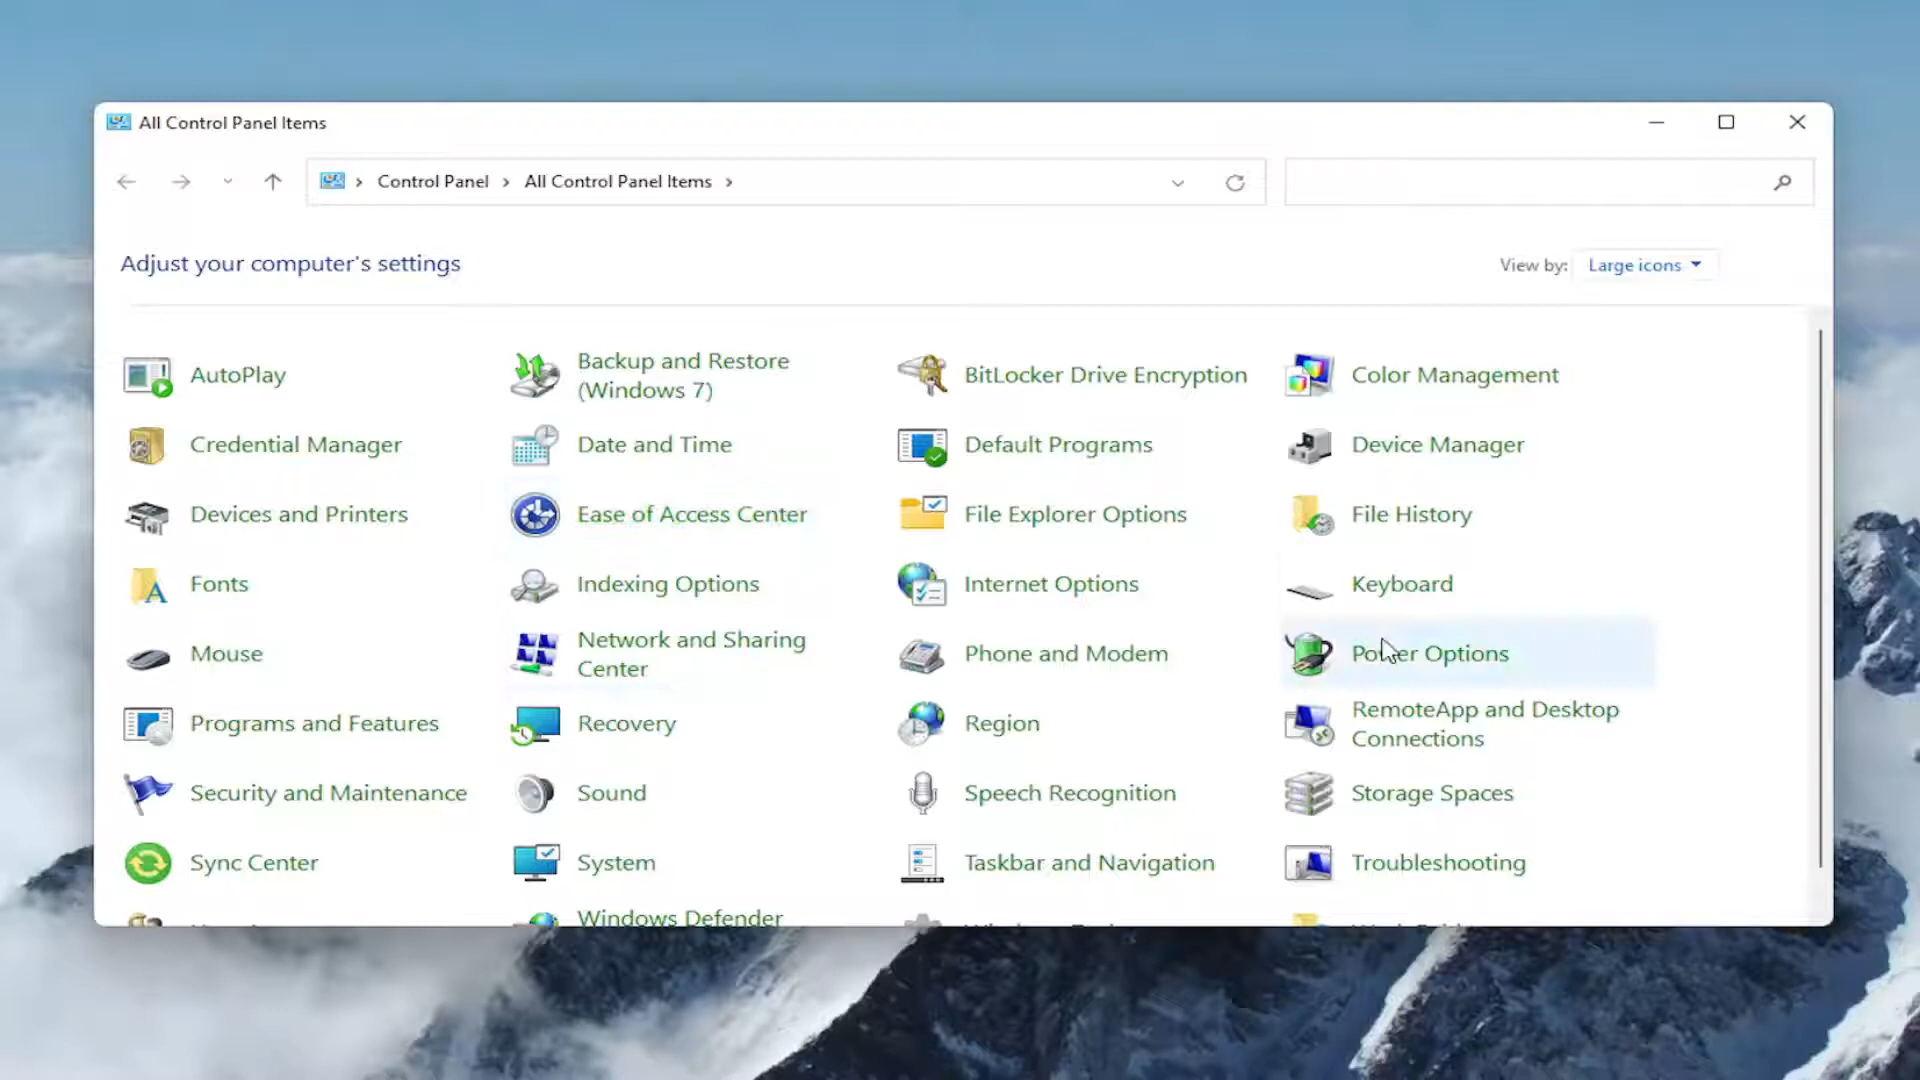 All Control Panel Items
Control Panel
All Control Panel Items
Adjust your computer's settings
View by:
Large icons
AutoPlay
Backup and Restore
(Windows 7)
BitLocker Drive Encryption
Color Management
Credential Manager
Date and Time
Default Programs
Device Manager
Devices and Printers
Ease of Access Center
File Explorer Options
File History
Fonts
Indexing Options
Internet Options
Keyboard
Mouse
Network and Sharing
Center
Phone and Modem
Power Options
Programs and Features
Recovery
Region
RemoteApp and Desktop
Connections
Security and Maintenance
Sound
Speech Recognition
Storage Spaces
Sync Center
System
Taskbar and Navigation
Troubleshooting
Windows Defender